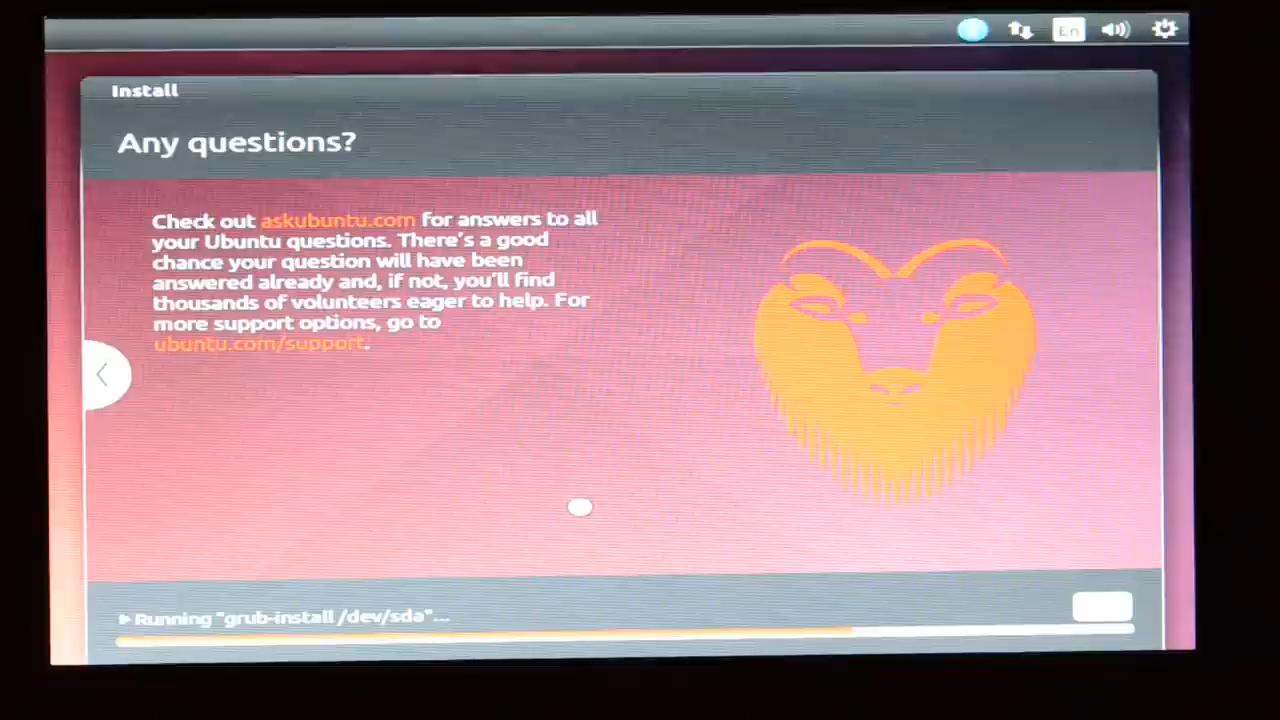 En
Install
Any questions?
Check out askubuntu.com for answers to all
your Ubuntu questions. There's a good
chance your question will have been
answered already and, if not, you'll find
thousands of volunteers eager to help. For
more support options, go to
ubuntu.com/support.
Running "grub-install /dev/sda"...